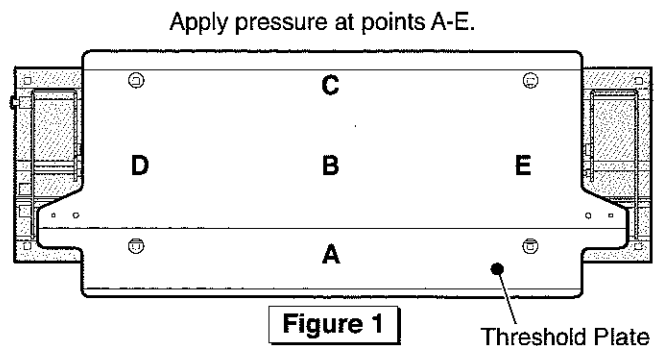 Apply pressure at points A-E.
C
D B E
A
Figure 1
Threshold Plate